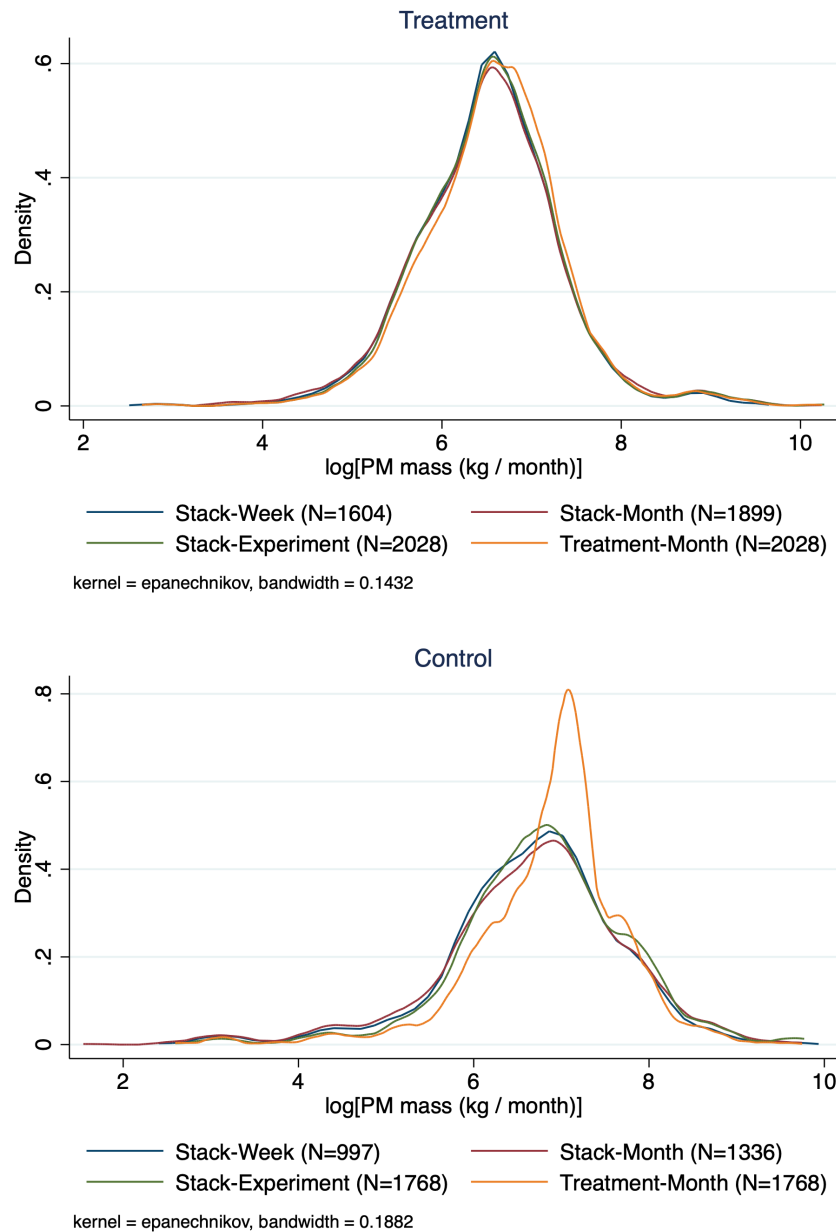 Treatment
Density
.6
.4
.2
0
2 4 6 8 10
log[PM mass (kg / month)]
Stack-Week (N=1604) Stack-Month (N=1899)
Stack-Experiment (N=2028) Treatment-Month (N=2028)
kernel = epanechnikov, bandwidth = 0.1432
Control
Density
.8
.6
.4
.2
0
2 4 6 8 10
log[PM mass (kg / month)]
Stack-Week (N=997) Stack-Month (N=1336)
Stack-Experiment (N=1768) Treatment-Month (N=1768)
kernel = epanechnikov, bandwidth = 0.1882